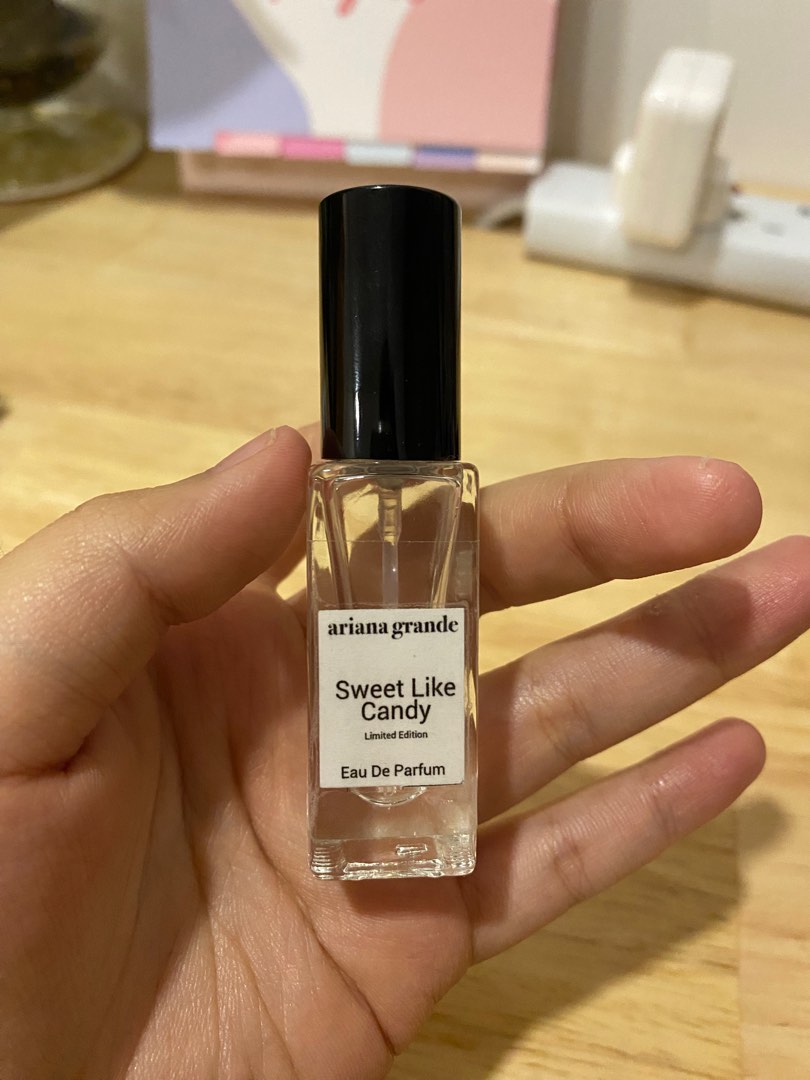 ariana grande
Sweet Like
Candy
Limited Edition
Eau De Parfum